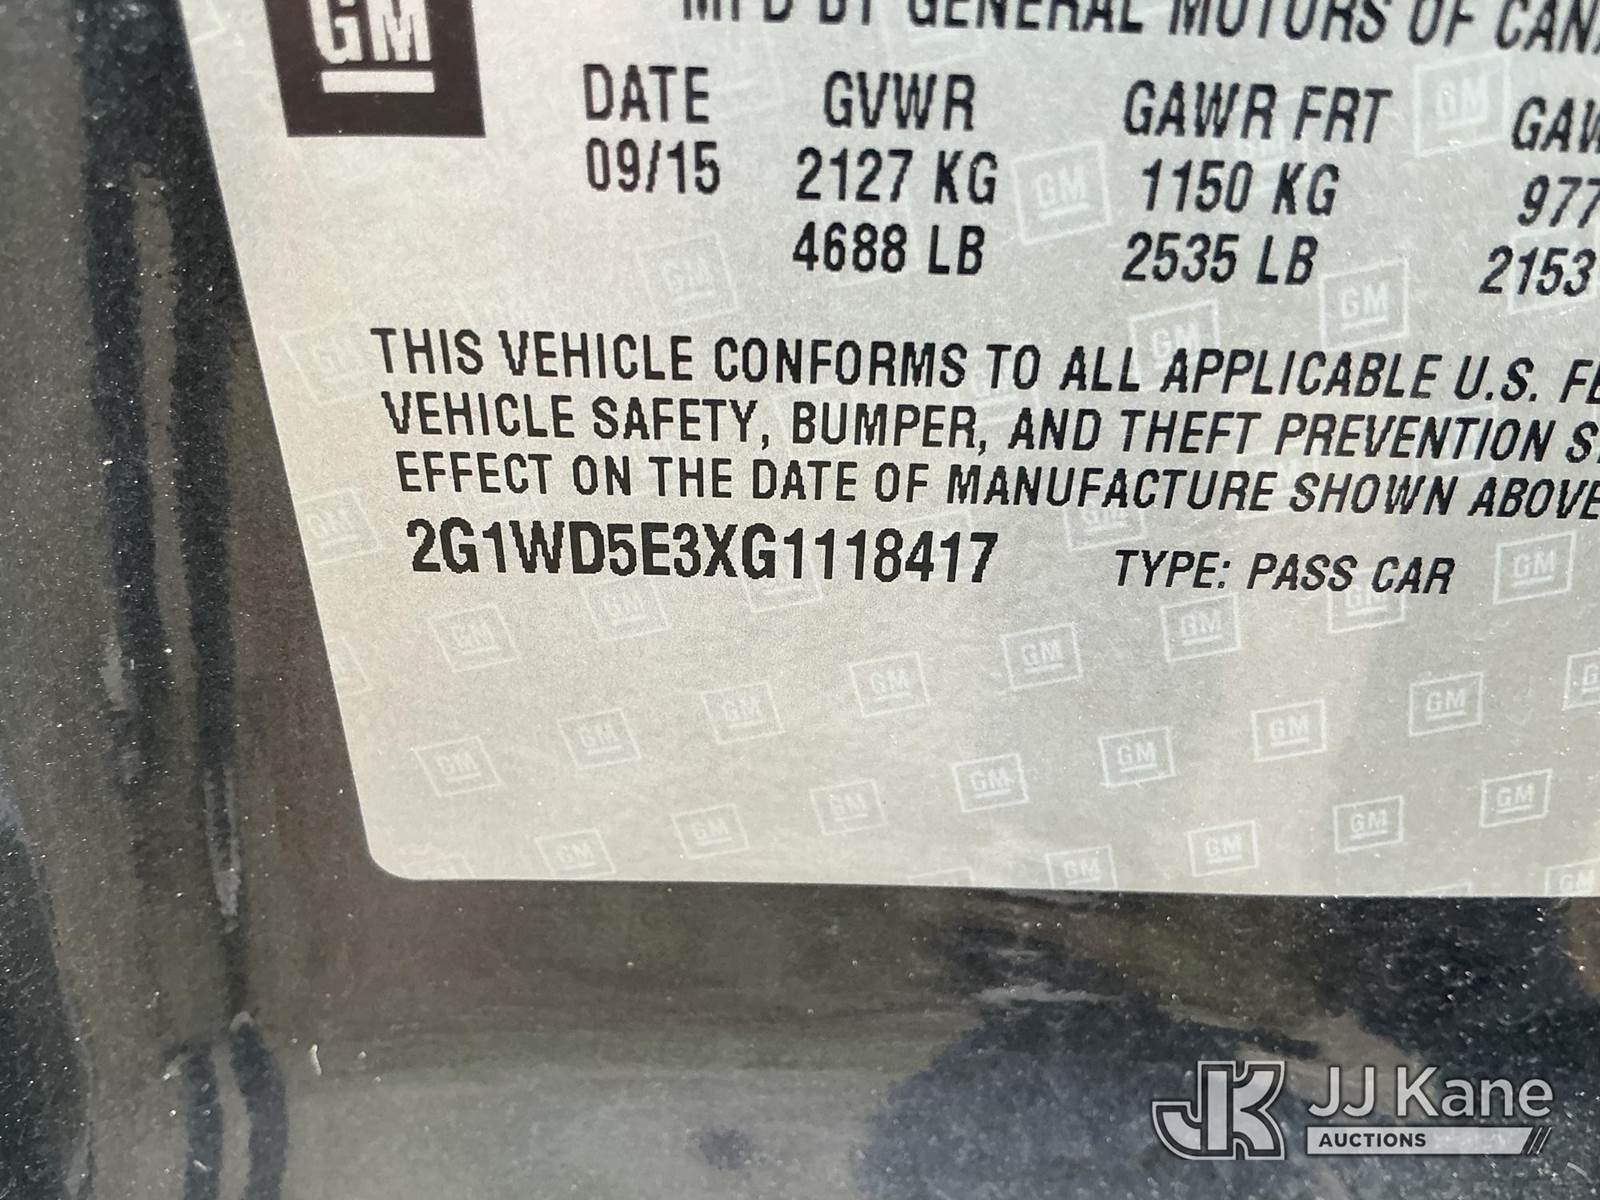 GM
MFD BY GENERAL MOTORS OF CAN
DATE GVWR GAWR FRT GAW
09/15 2127 KG 1150 KG 977
4688 LB 2535 LB 2153
THIS VEHICLE CONFORMS TO ALL APPLICABLE U.S. FE
VEHICLE SAFETY, BUMPER, AND THEFT PREVENTION S
EFFECT ON THE DATE OF MANUFACTURE SHOWN ABOVE
2G1WD5E3XG1118417 TYPE: PASS CAR
JK JJ Kane
AUCTIONS